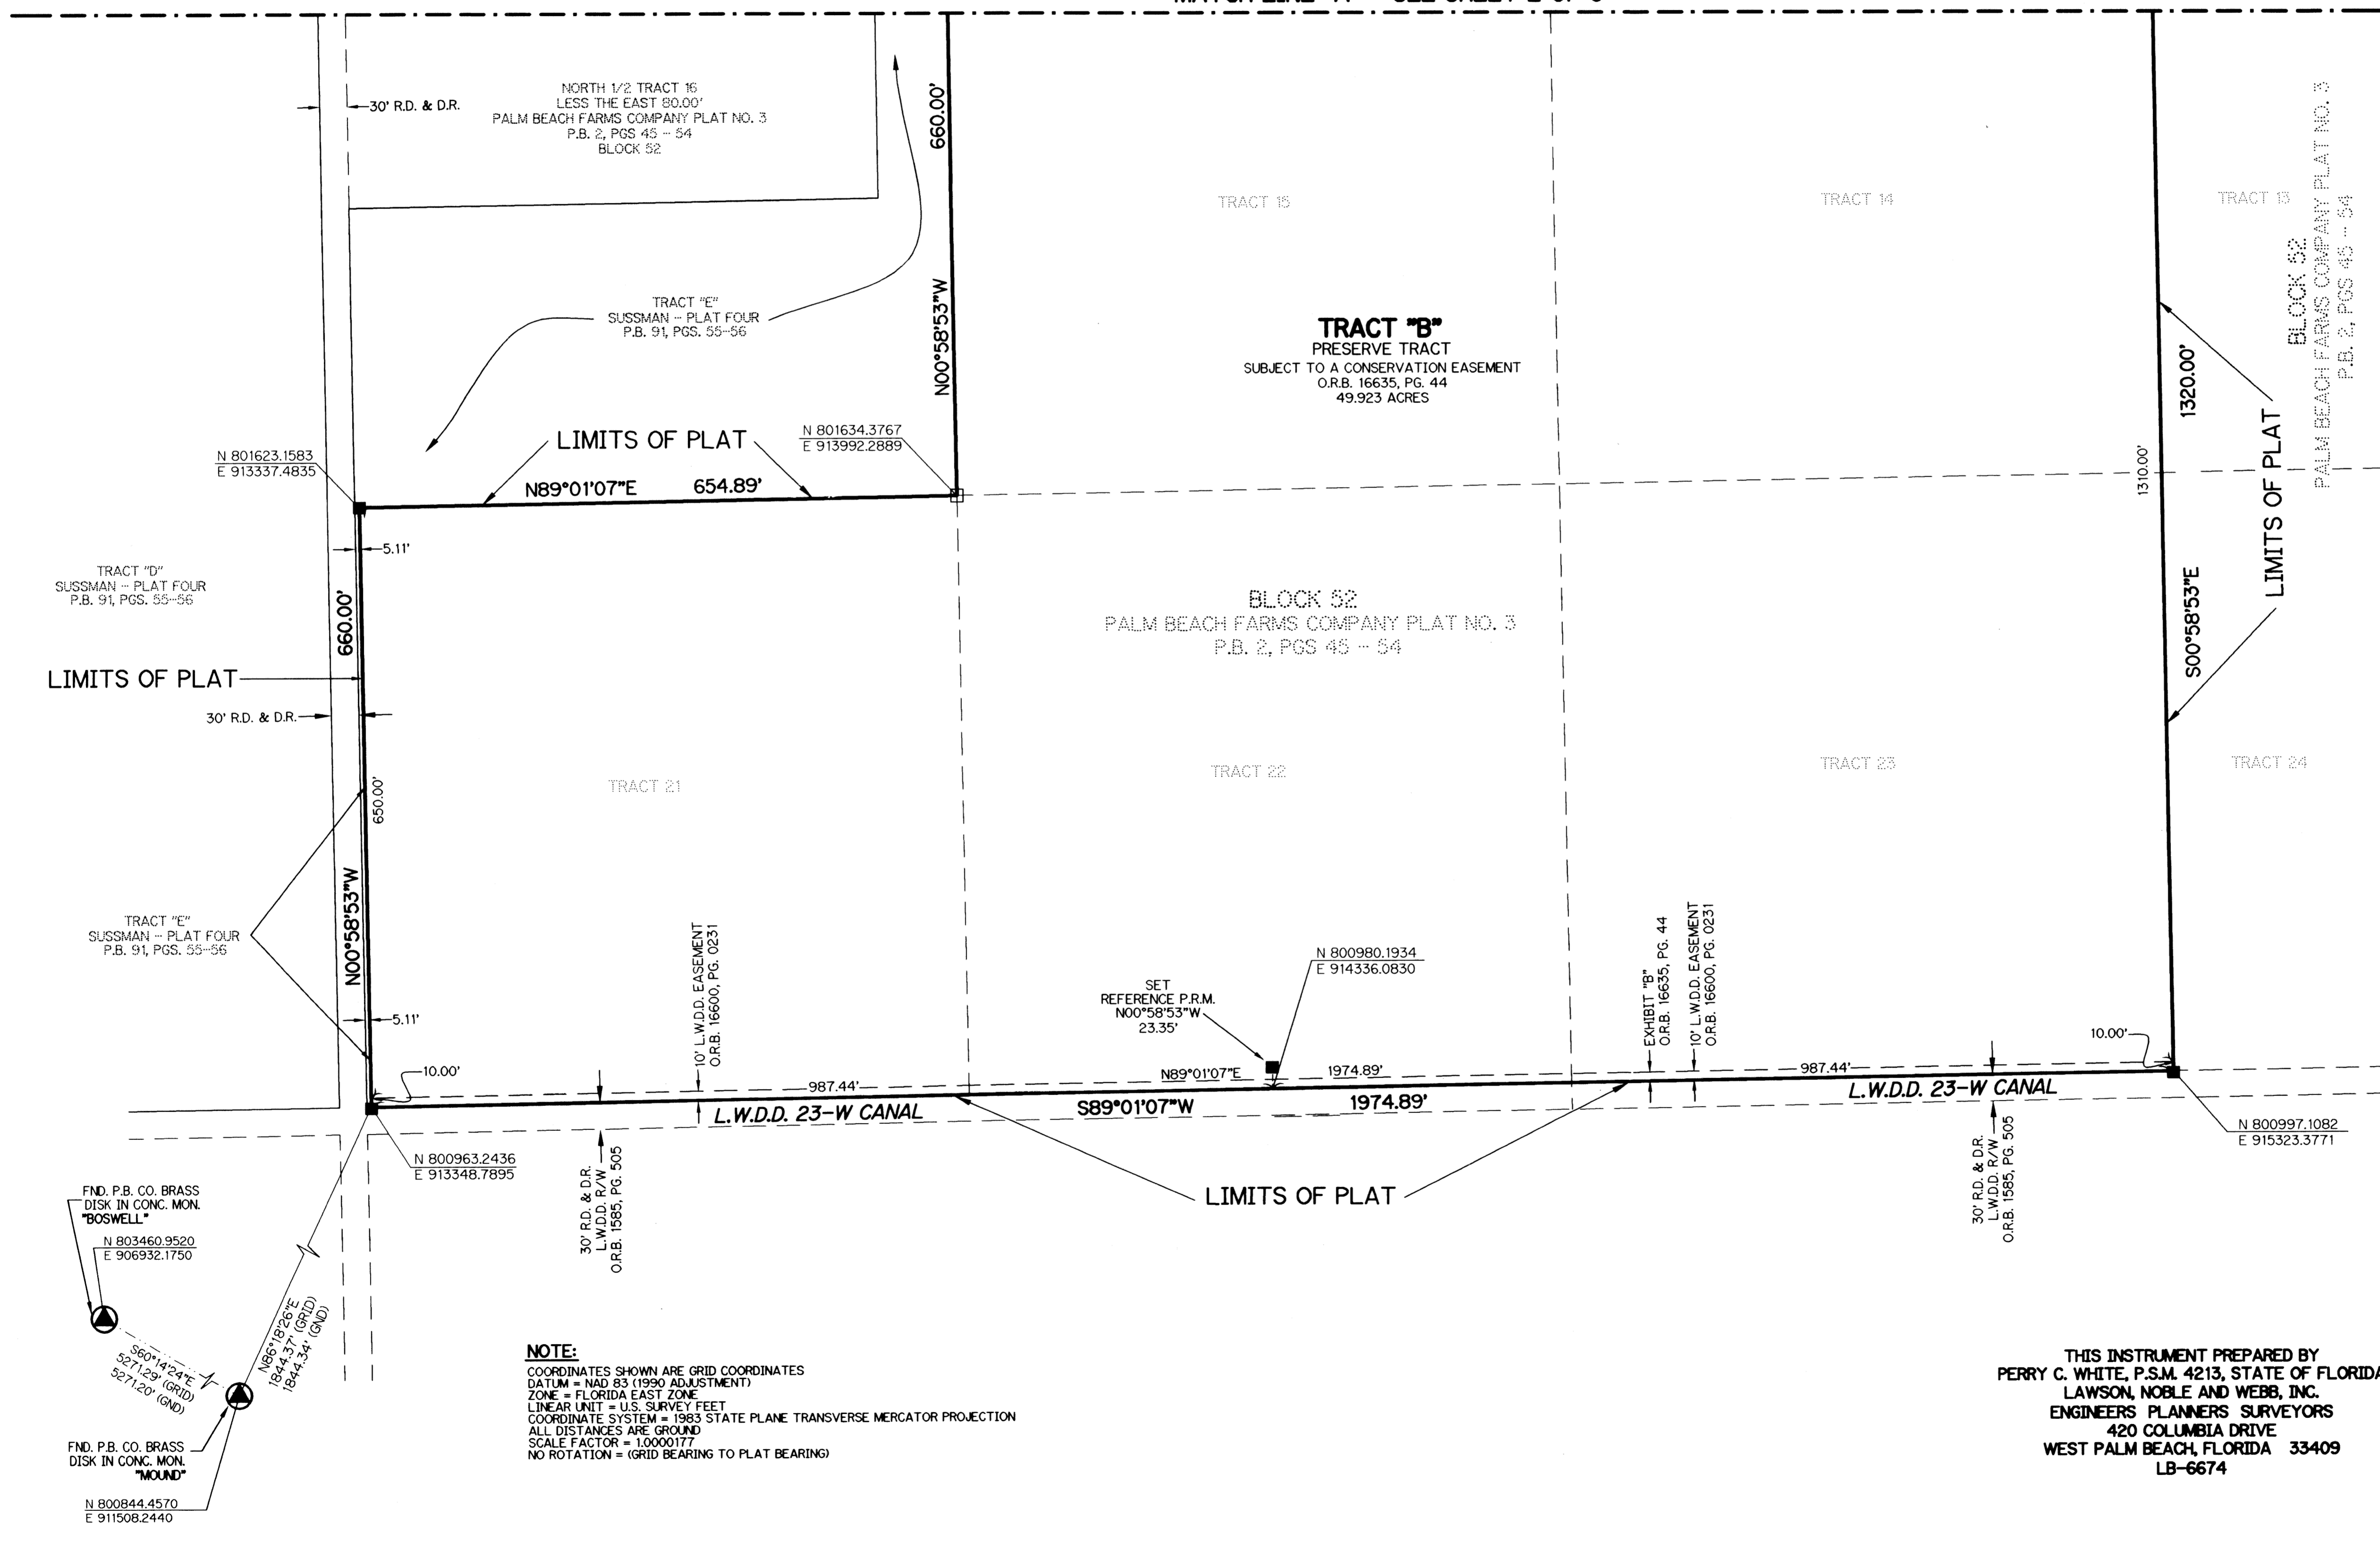 30' R.D. & D.R.
NORTH 1/2 TRACT 16
LESS THE EAST 80.00'
PALM BEACH FARMS COMPANY PLAT NO. 3
P.B. 2, PGS 45 -- 54
BLOCK 52
660.00'
N00°58'53"W
TRACT 15
TRACT 14
TRACT 13
BLOCK 52
PALM BEACH FARMS COMPANY PLAT NO. 3
P.B. 2, PGS 45 -- 54
TRACT "E"
SUSSMAN -- PLAT FOUR
P.B. 91, PGS. 55--56
TRACT "B"
PRESERVE TRACT
SUBJECT TO A CONSERVATION EASEMENT
O.R.B. 16635, PG. 44
49.923 ACRES
1320.00'
1310.00'
S00°58'53"E
LIMITS OF PLAT
N 801623.1583
E 913337.4835
LIMITS OF PLAT
N 801634.3767
E 913992.2889
N89°01'07"E 654.89'
5.11'
TRACT "D"
SUSSMAN -- PLAT FOUR
P.B. 91, PGS. 55--56
660.00'
BLOCK 52
PALM BEACH FARMS COMPANY PLAT NO. 3
P.B. 2, PGS 45 -- 54
LIMITS OF PLAT
30' R.D. & D.R.
650.00'
N00°58'53"W
TRACT 21
TRACT 22
TRACT 23
TRACT 24
TRACT "E"
SUSSMAN -- PLAT FOUR
P.B. 91, PGS. 55--56
5.11'
10.00'
10' L.W.D.D. EASEMENT
O.R.B. 16600, PG. 0231
SET
REFERENCE P.R.M.
N00°58'53"W
23.35'
N 800980.1934
E 914336.0830
EXHIBIT "B"
O.R.B. 16635, PG. 44
10' L.W.D.D. EASEMENT
O.R.B. 16600, PG. 0231
10.00'
987.44'
N89°01'07"E 1974.89'
987.44'
L.W.D.D. 23-W CANAL
S89°01'07"W 1974.89'
L.W.D.D. 23-W CANAL
N 800963.2436
E 913348.7895
30' R.D. & D.R.
L.W.D.D. R/W
O.R.B. 1585, PG. 505
LIMITS OF PLAT
30' R.D. & D.R.
L.W.D.D. R/W
O.R.B. 1585, PG. 505
N 800997.1082
E 915323.3771
FND. P.B. CO. BRASS
DISK IN CONC. MON.
"BOSWELL"
N 803460.9520
E 906932.1750
S60°14'24"E
5271.29' (GRID)
5271.20' (GND)
N86°18'26"E
1844.37' (GRID)
1844.34' (GND)
FND. P.B. CO. BRASS
DISK IN CONC. MON.
"MOUND"
N 800844.4570
E 911508.2440
NOTE:
COORDINATES SHOWN ARE GRID COORDINATES
DATUM = NAD 83 (1990 ADJUSTMENT)
ZONE = FLORIDA EAST ZONE
LINEAR UNIT = U.S. SURVEY FEET
COORDINATE SYSTEM = 1983 STATE PLANE TRANSVERSE MERCATOR PROJECTION
ALL DISTANCES ARE GROUND
SCALE FACTOR = 1.0000177
NO ROTATION = (GRID BEARING TO PLAT BEARING)
THIS INSTRUMENT PREPARED BY
PERRY C. WHITE, P.S.M. 4213, STATE OF FLORIDA
LAWSON, NOBLE AND WEBB, INC.
ENGINEERS PLANNERS SURVEYORS
420 COLUMBIA DRIVE
WEST PALM BEACH, FLORIDA 33409
LB-6674